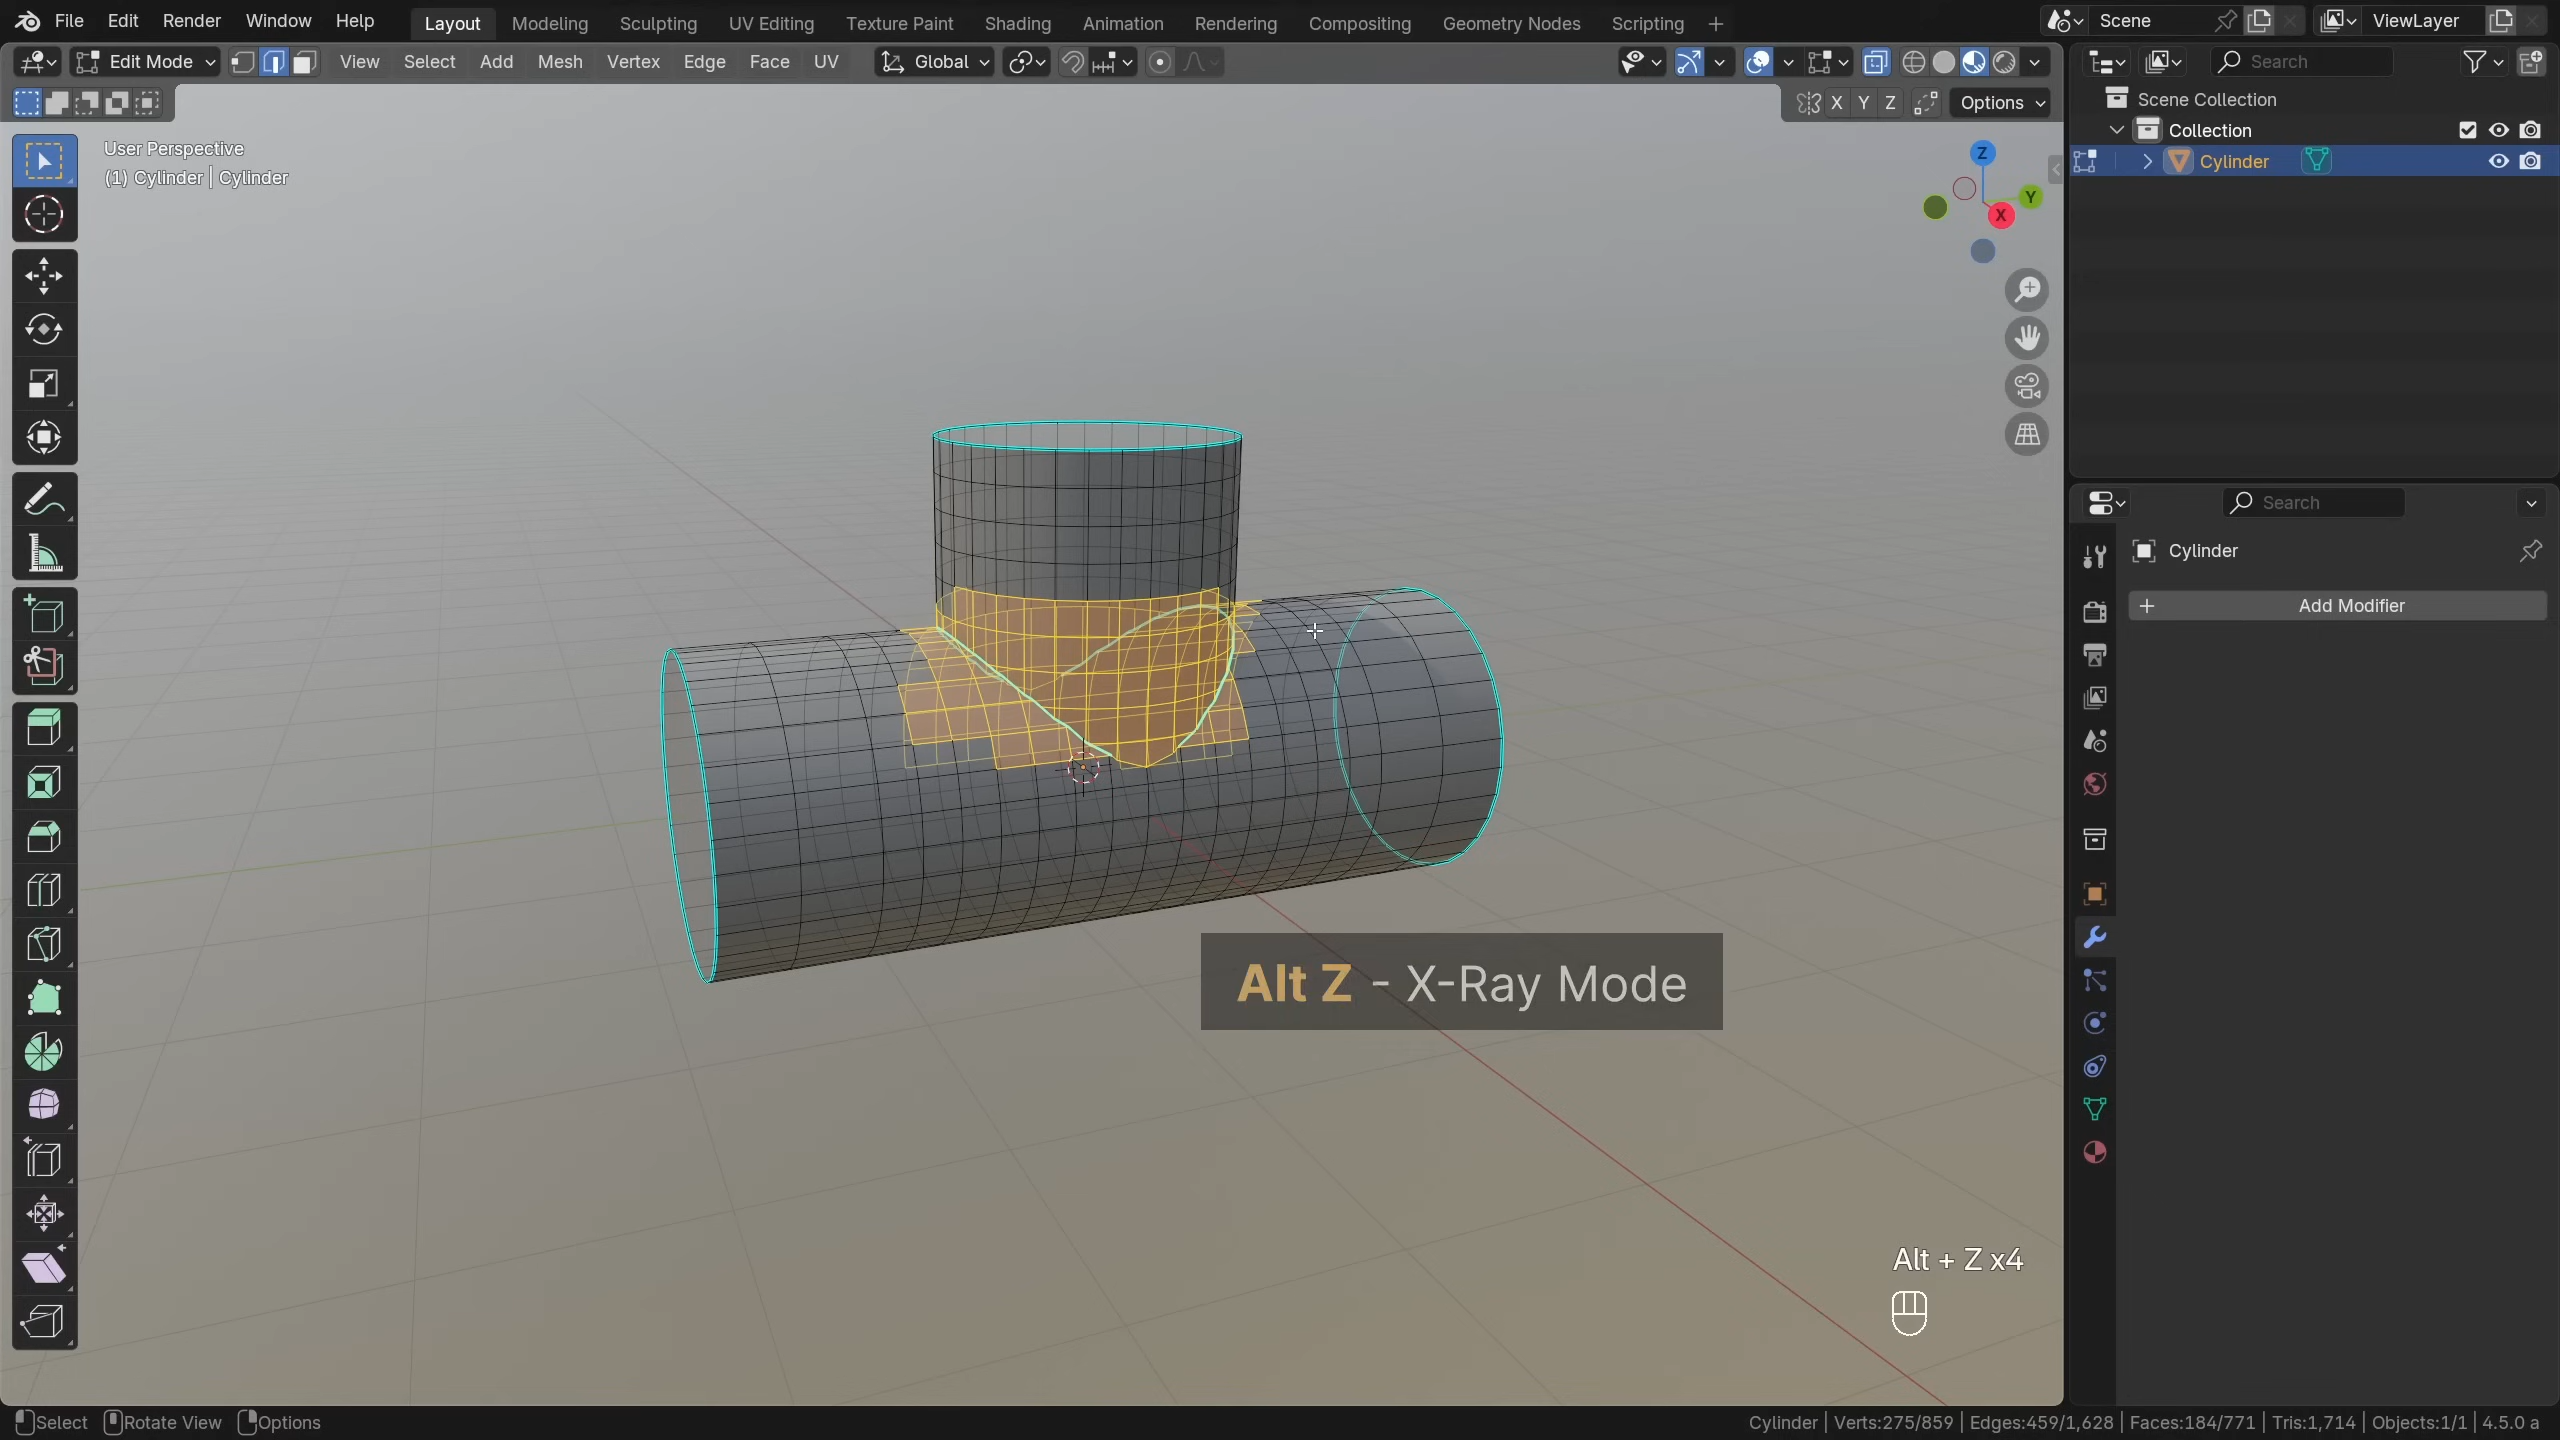 File Edit Render Window Help Layout Modeling Sculpting UV Editing Texture Paint Shading Animation Rendering Compositing Geometry Nodes Scripting + Scene ViewLayer
Edit Mode View Select Add Mesh Vertex Edge Face UV Global Search
X Y Z Options
Scene Collection
Collection
Cylinder
User Perspective
(1) Cylinder | Cylinder
Z
Y
X
Search
Cylinder
Add Modifier
Alt Z - X-Ray Mode
Alt + Z x4
Select Rotate View Options Cylinder | Verts:275/859 | Edges:459/1,628 | Faces:184/771 | Tris:1,714 | Objects:1/1 | 4.5.0 a